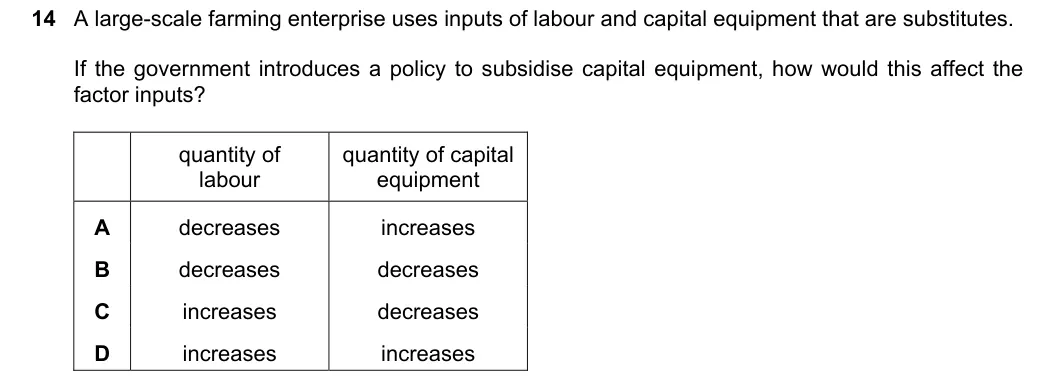 14 A large-scale farming enterprise uses inputs of labour and capital equipment that are substitutes.
If the government introduces a policy to subsidise capital equipment, how would this affect the
factor inputs?
quantity of labour quantity of capital equipment
A decreases increases
B decreases decreases
C increases decreases
D increases increases